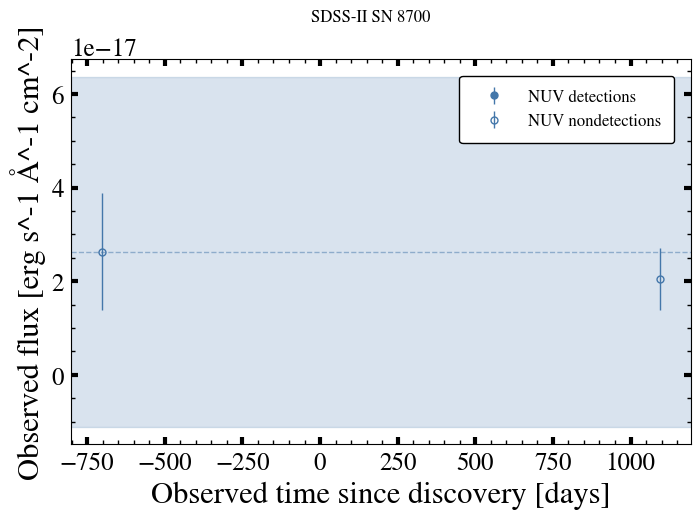 SDSS-II SN 8700
1e−17
NUV detections
NUV nondetections
6
4
2
0
Observed flux [erg s^-1 Å^-1 cm^-2]
−750 −500 −250 0 250 500 750 1000
Observed time since discovery [days]